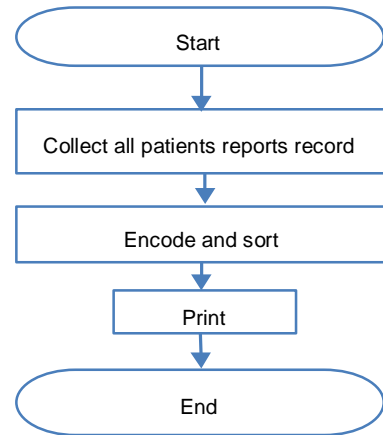 Start
Collect all patients reports record
Encode and sort
Print
End